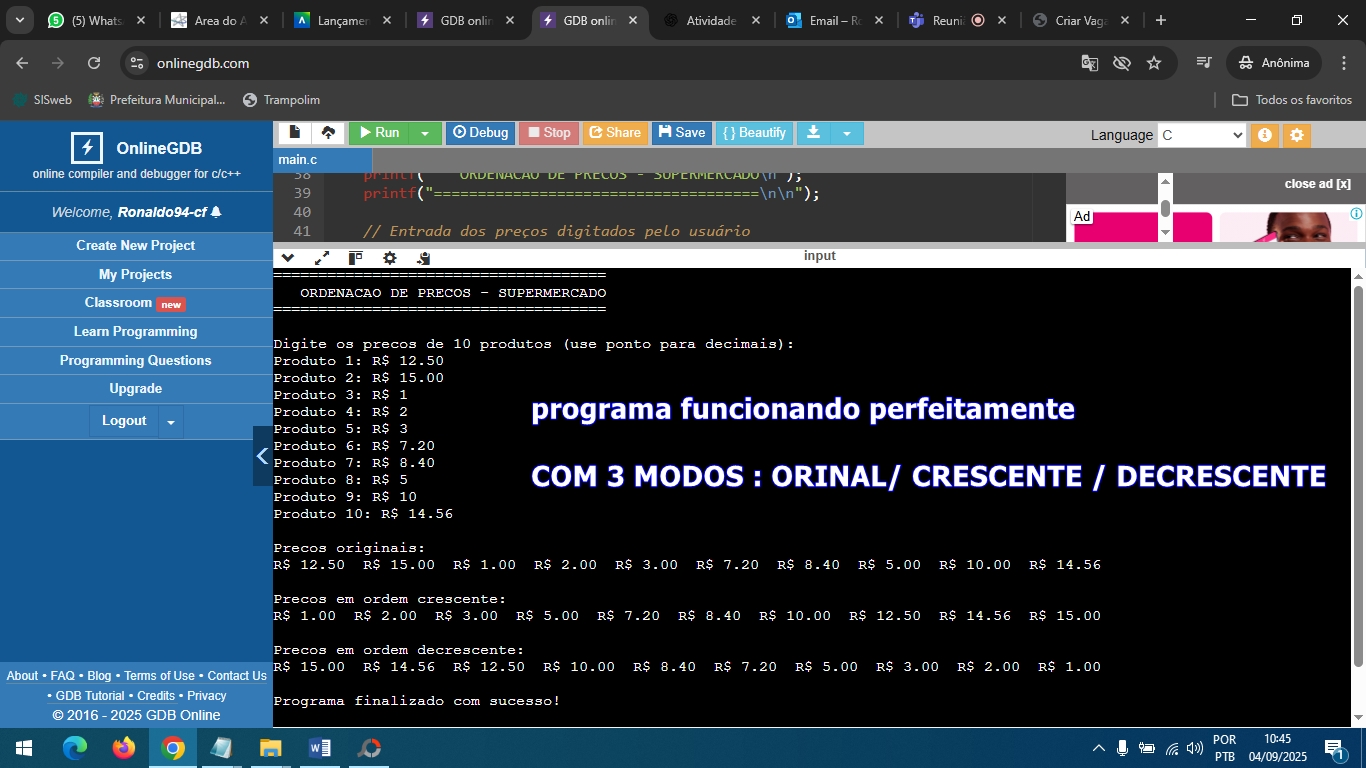 (5) Whats
Area do A
Lançamen
GDB onlin
GDB onlin
Atividade
Email – Ro
Reuni
Criar Vaga
onlinegdb.com
Anônima
SISweb
Prefeitura Municipal...
Trampolim
Todos os favoritos
OnlineGDB
online compiler and debugger for c/c++
Welcome, Ronaldo94-cf
Create New Project
My Projects
Classroom new
Learn Programming
Programming Questions
Upgrade
Logout
About • FAQ • Blog • Terms of Use • Contact Us
• GDB Tutorial • Credits • Privacy
© 2016 - 2025 GDB Online
Run
Debug
Stop
Share
Save
{ } Beautify
Language C
main.c
38 printf(" ORDENACAO DE PRECOS - SUPERMERCADO\n");
39 printf("====================================\n\n");
40
41 // Entrada dos preços digitados pelo usuário
close ad [x]
Ad
input
=====================================
ORDENACAO DE PRECOS - SUPERMERCADO
=====================================
Digite os precos de 10 produtos (use ponto para decimais):
Produto 1: R$ 12.50
Produto 2: R$ 15.00
Produto 3: R$ 1
Produto 4: R$ 2
Produto 5: R$ 3
Produto 6: R$ 7.20
Produto 7: R$ 8.40
Produto 8: R$ 5
Produto 9: R$ 10
Produto 10: R$ 14.56
programa funcionando perfeitamente
COM 3 MODOS : ORINAL/ CRESCENTE / DECRESCENTE
Precos originais:
R$ 12.50 R$ 15.00 R$ 1.00 R$ 2.00 R$ 3.00 R$ 7.20 R$ 8.40 R$ 5.00 R$ 10.00 R$ 14.56
Precos em ordem crescente:
R$ 1.00 R$ 2.00 R$ 3.00 R$ 5.00 R$ 7.20 R$ 8.40 R$ 10.00 R$ 12.50 R$ 14.56 R$ 15.00
Precos em ordem decrescente:
R$ 15.00 R$ 14.56 R$ 12.50 R$ 10.00 R$ 8.40 R$ 7.20 R$ 5.00 R$ 3.00 R$ 2.00 R$ 1.00
Programa finalizado com sucesso!
POR
PTB
10:45
04/09/2025
1